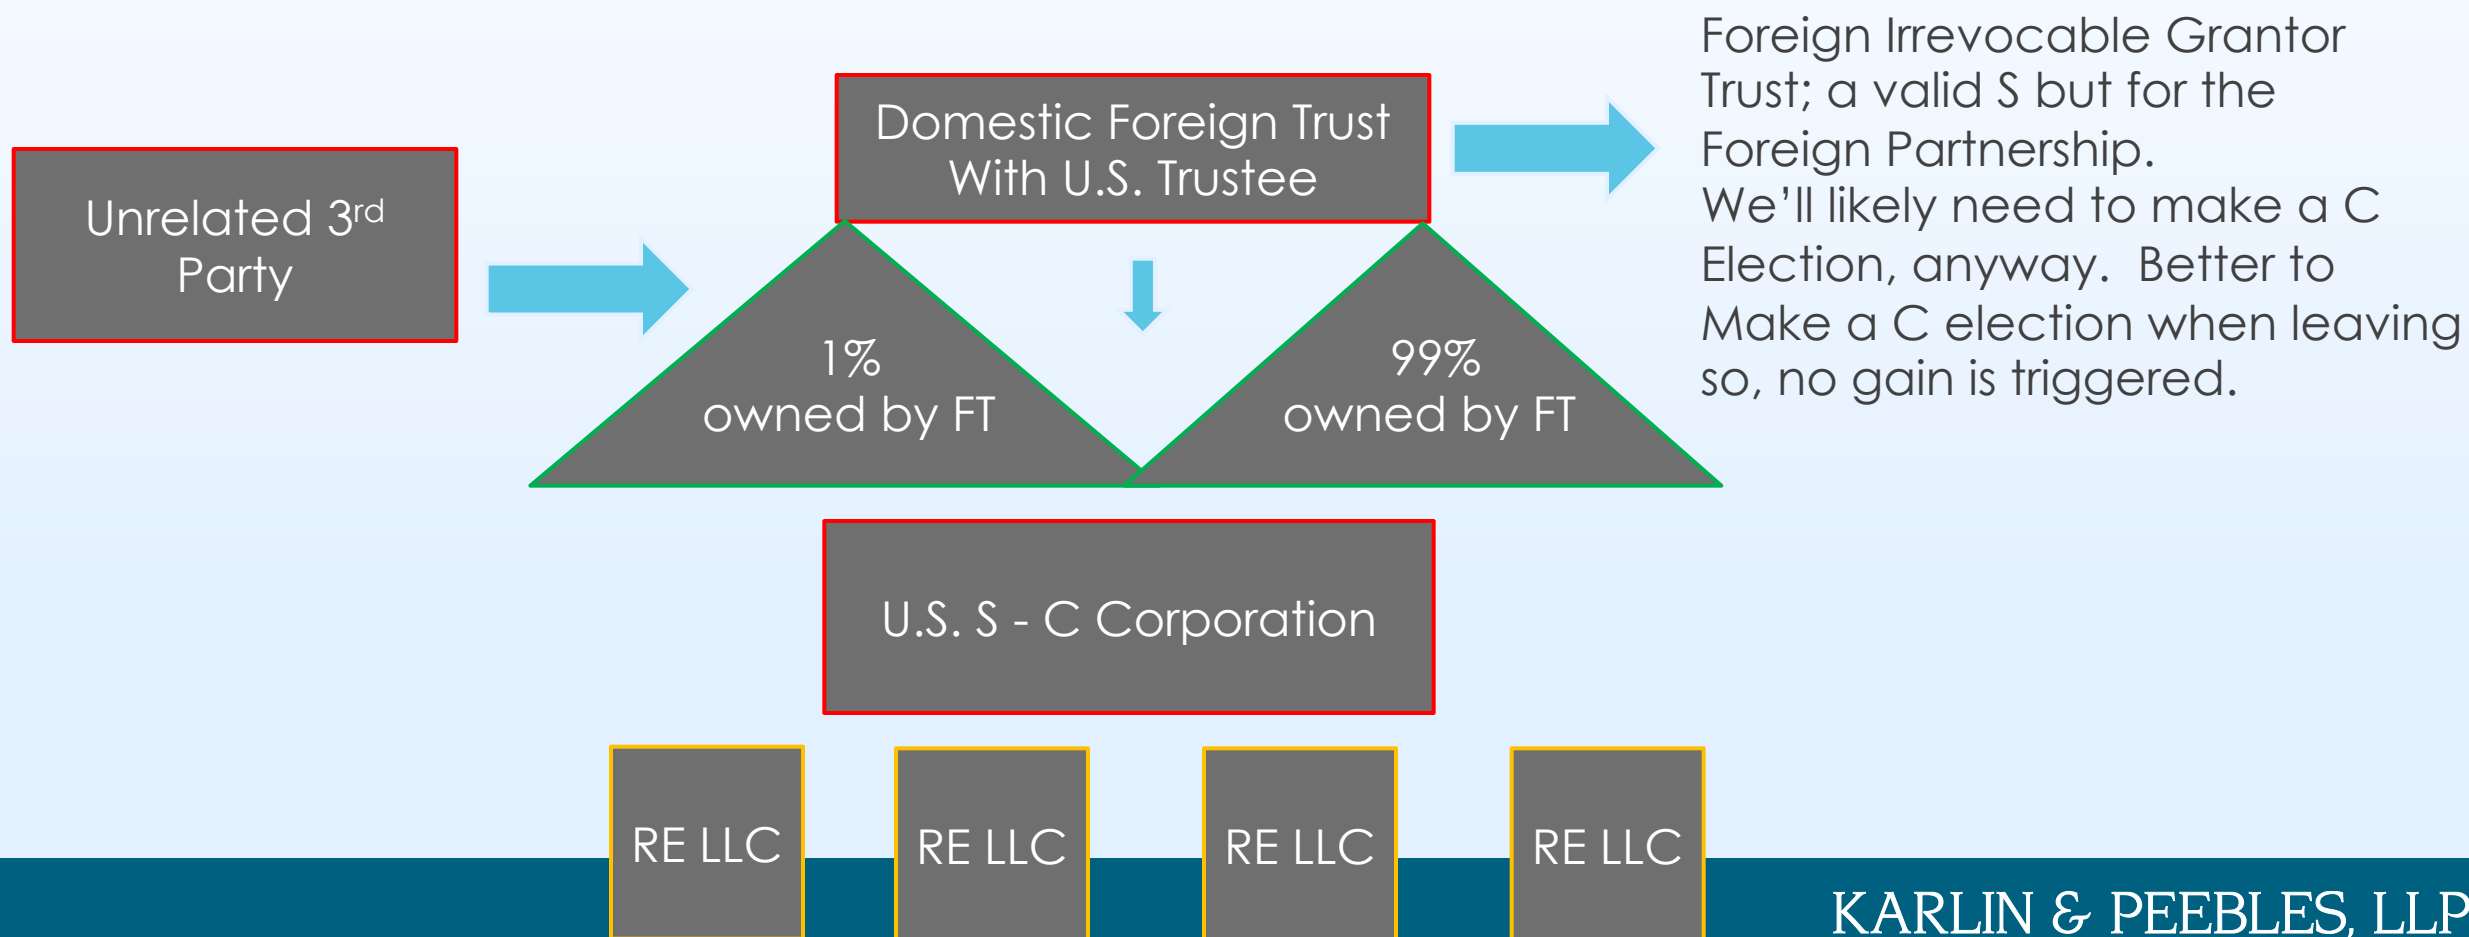 Foreign Irrevocable Grantor
Trust; a valid S but for the
Foreign Partnership.
We’ll likely need to make a C
Election, anyway.  Better to
Make a C election when leaving
so, no gain is triggered.
Domestic Foreign Trust
With U.S. Trustee
Unrelated 3rd
Party
1%
owned by FT
99%
owned by FT
U.S. S - C Corporation
RE LLC
RE LLC
RE LLC
RE LLC
KARLIN & PEEBLES, LLP